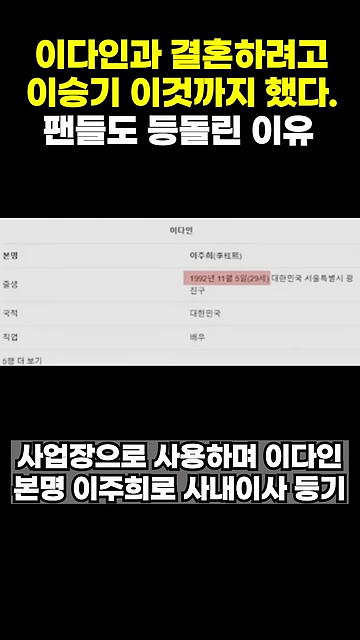 이다인과 결혼하려고
이승기 이것까지 했다.
팬들도 등돌린 이유
이다인
본명 이주희(李柱熙)
출생 1992년 11월 5일(29세) 대한민국 서울특별시 광
진구
국적 대한민국
직업 배우
5행 더 보기
사업장으로 사용하며 이다인
본명 이주희로 사내이사 등기